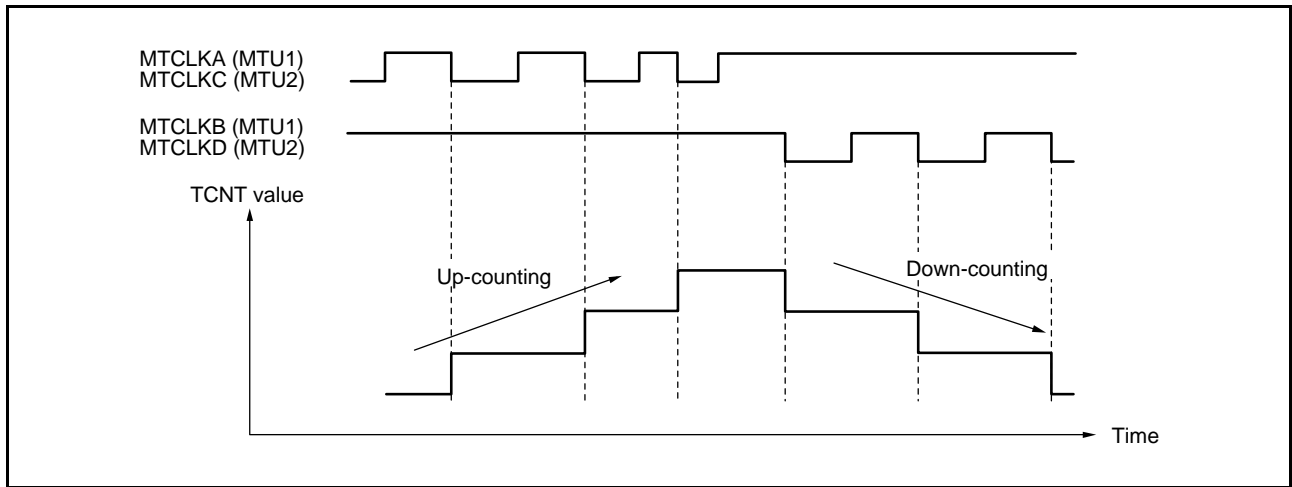 MTCLKA (MTU1)
MTCLKC (MTU2)
MTCLKB (MTU1)
MTCLKD (MTU2)
TCNT value
Up-counting
Down-counting
Time